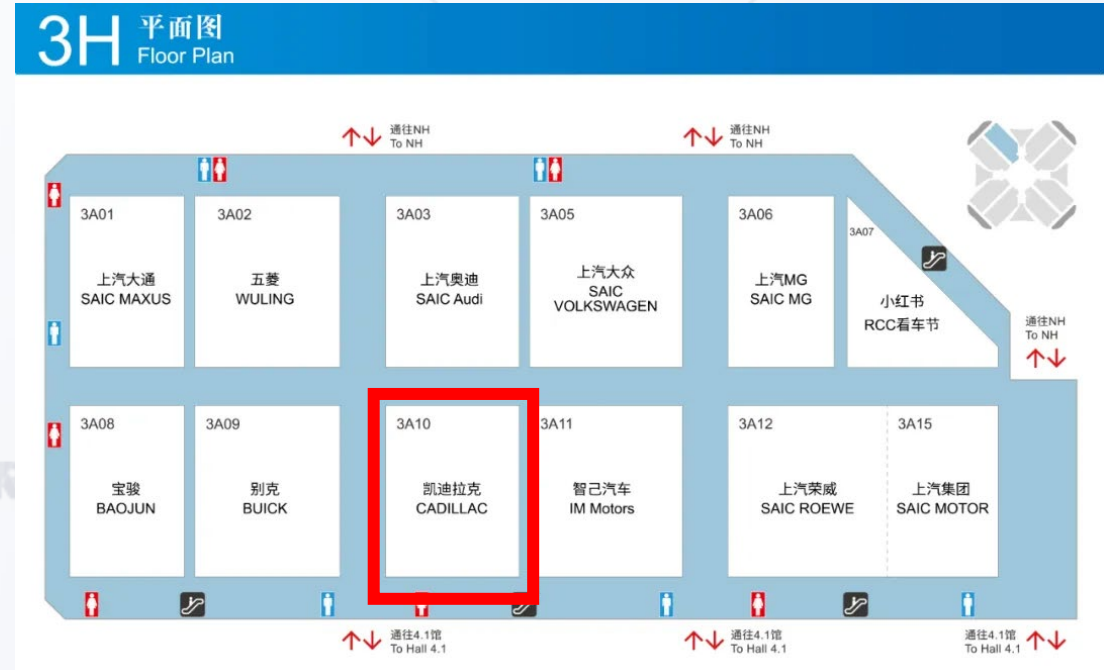 3H 平面图
Floor Plan
通往NH
To NH
通往NH
To NH
3A01
上汽大通
SAIC MAXUS
3A02
五菱
WULING
3A03
上汽奥迪
SAIC Audi
3A05
上汽大众
SAIC
VOLKSWAGEN
3A06
上汽MG
SAIC MG
3A07
小红书
RCC看车节
通往NH
To NH
3A08
宝骏
BAOJUN
3A09
别克
BUICK
3A10
凯迪拉克
CADILLAC
3A11
智己汽车
IM Motors
3A12
上汽荣威
SAIC ROEWE
3A15
上汽集团
SAIC MOTOR
通往4.1馆
To Hall 4.1
通往4.1馆
To Hall 4.1
通往4.1馆
To Hall 4.1